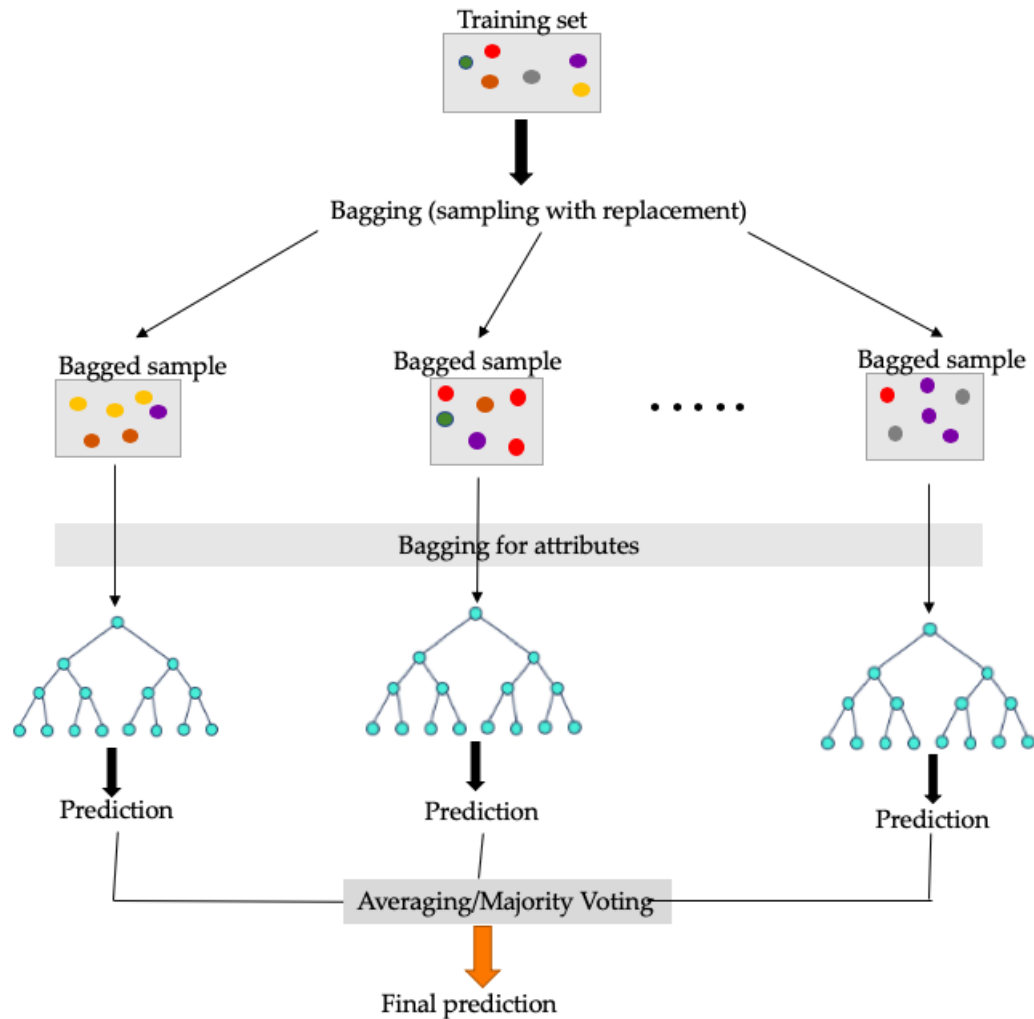 Training set
Bagging (sampling with replacement)
Bagged sample
Bagged sample
Bagged sample
Bagging for attributes
Prediction
Prediction
Prediction
Averaging/Majority Voting
Final prediction